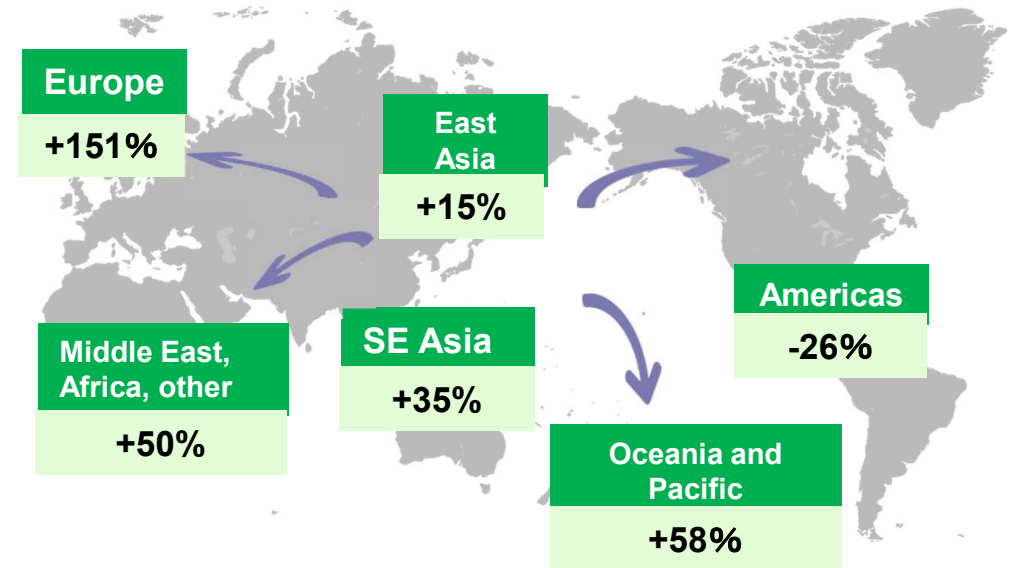 Europe
+151%
East
Asia
+15%
Americas
-26%
SE Asia
+35%
Middle East,
Africa, other
+50%
Oceania and
Pacific
+58%